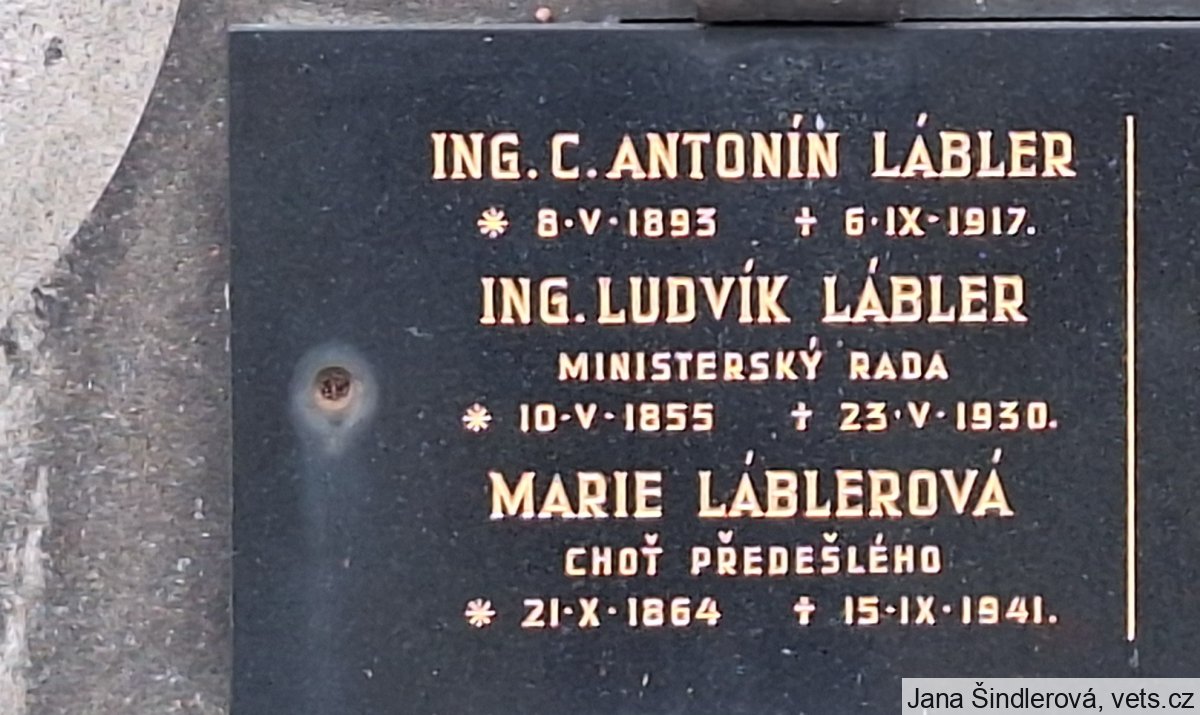 ING. C. ANTONÍN LÁBLER
* 8·V·1893 ✝ 6·IX·1917.
ING. LUDVÍK LÁBLER
MINISTERSKÝ RADA
* 10·V·1855 ✝ 23·V·1930.
MARIE LÁBLEROVÁ
CHOŤ PŘEDEŠLÉHO
* 21·X·1864 ✝ 15·IX·1941.
Jana Šindlerová, vets.cz